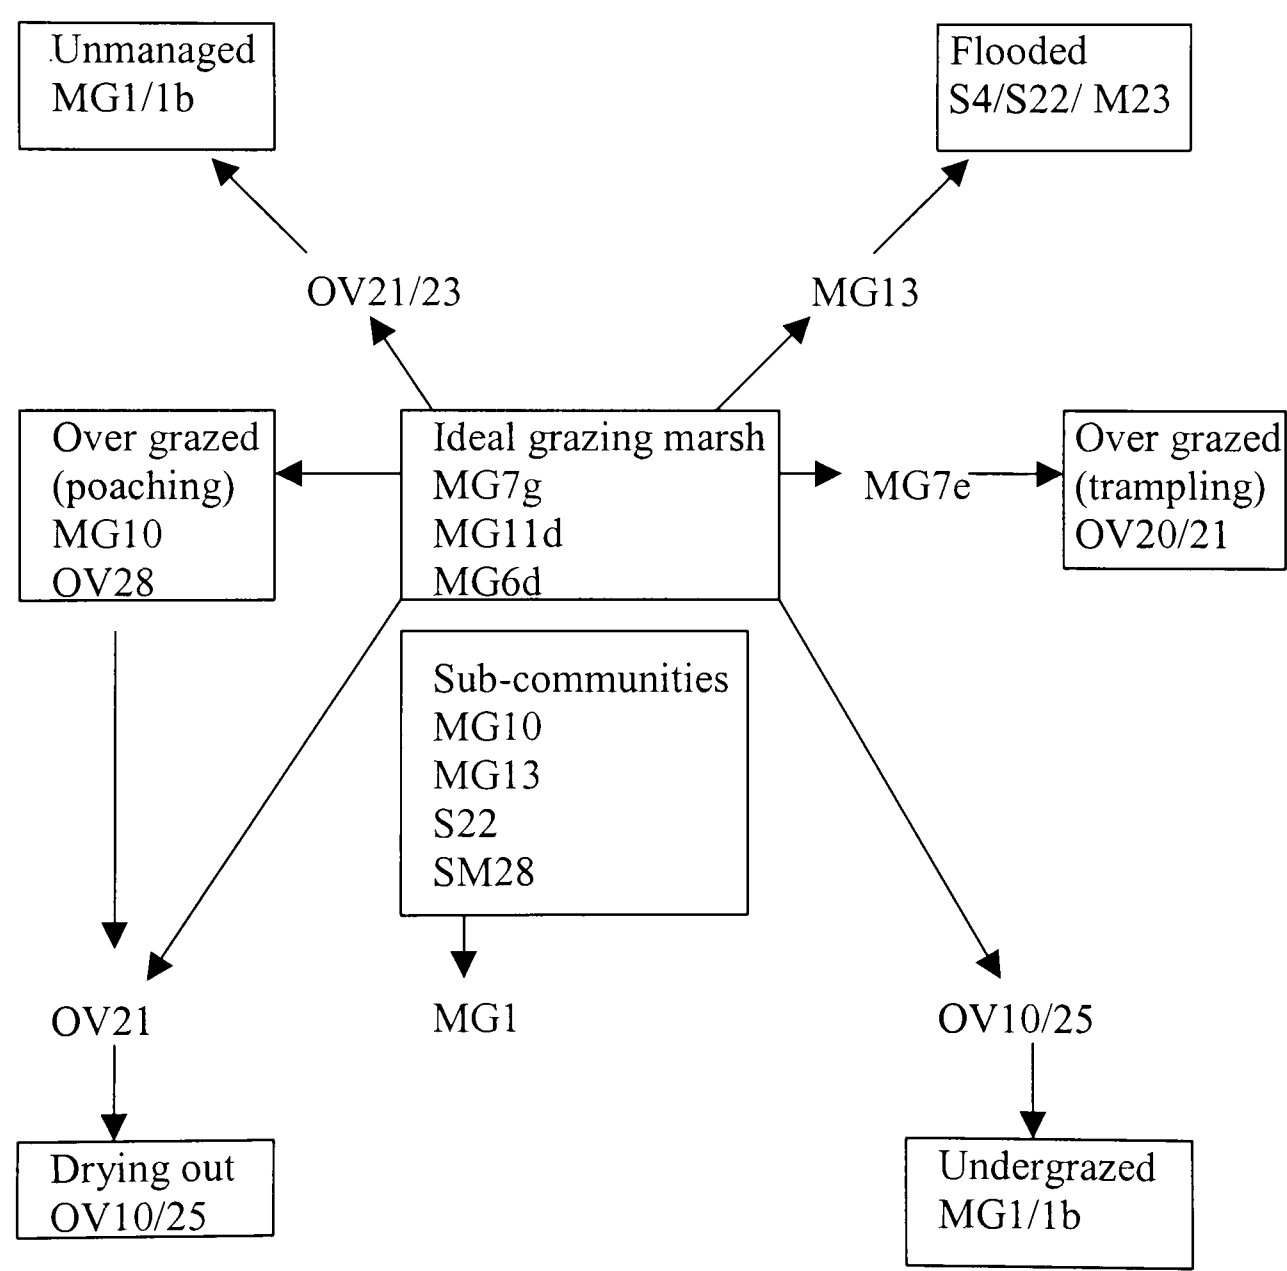 Unmanaged
MG1/1b
Flooded
S4/S22/ M23
OV21/23
MG13
Over grazed
(poaching)
MG10
OV28
Ideal grazing marsh
MG7g
MG11d
MG6d
MG7e
Over grazed
(trampling)
OV20/21
Sub-communities
MG10
MG13
S22
SM28
OV21
MG1
OV10/25
Drying out
OV10/25
Undergrazed
MG1/1b